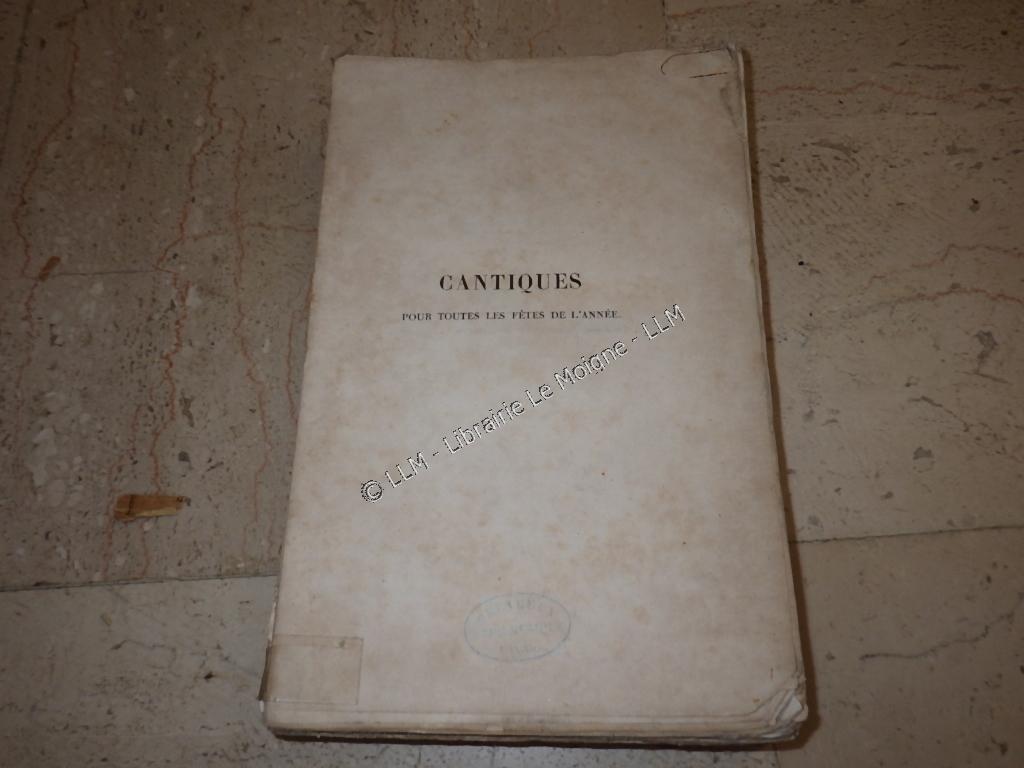 CANTIQUES
POUR TOUTES LES FÊTES DE L'ANNÉE.
© LLM - Librairie Le Moigne - LLM